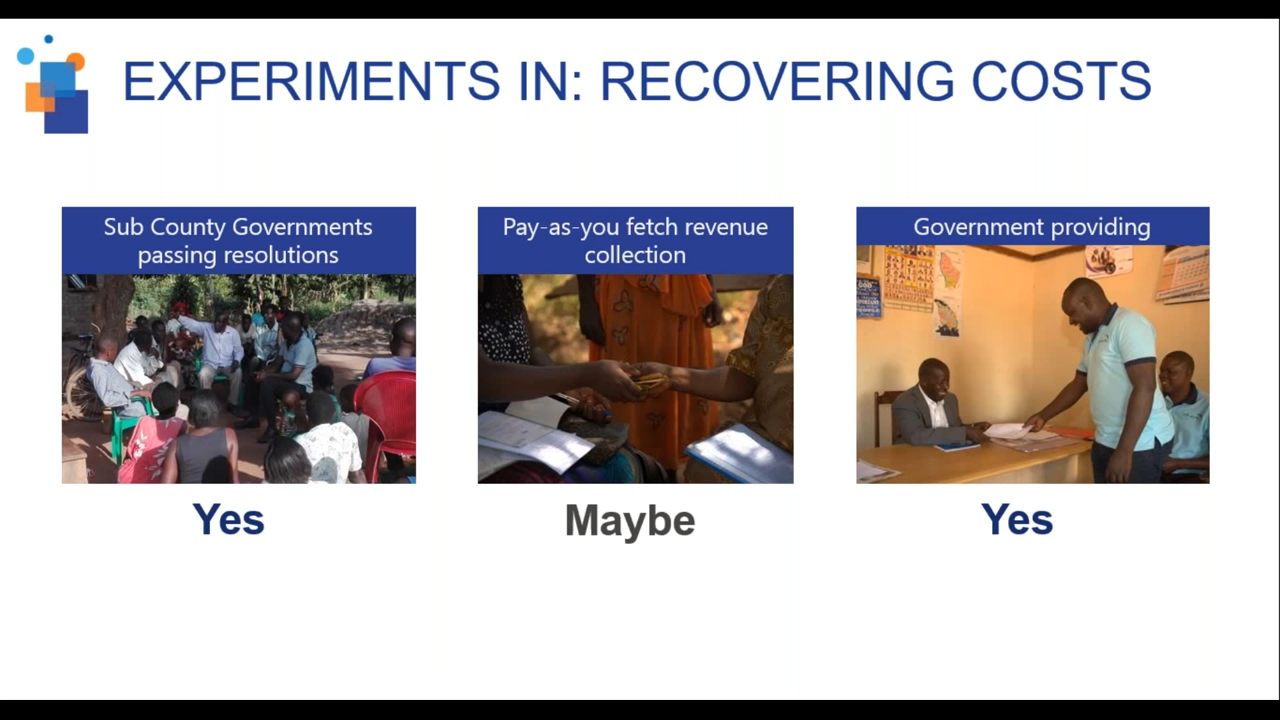 EXPERIMENTS IN: RECOVERING COSTS
Sub County Governments
passing resolutions
Pay-as-you fetch revenue
collection
Government providing
Yes
Maybe
Yes